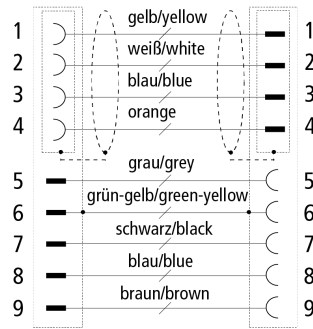 1 gelb/yellow 1
2 weiß/white 2
3 blau/blue 3
4 orange 4
5 grau/grey 5
6 grün-gelb/green-yellow 6
7 schwarz/black 7
8 blau/blue 8
9 braun/brown 9